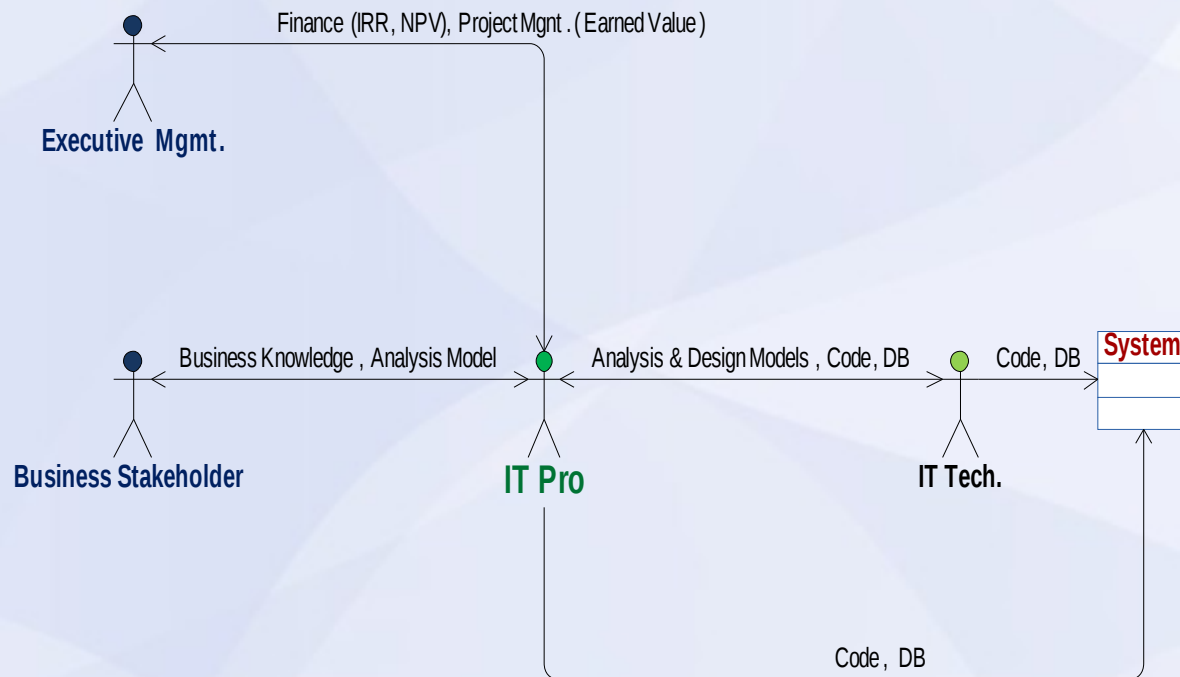 Finance (IRR, NPV), Project Mgnt. (Earned Value)
Executive Mgmt.
Business Knowledge, Analysis Model
Analysis & Design Models, Code, DB
Code, DB
System
Business Stakeholder
IT Pro
IT Tech.
Code, DB